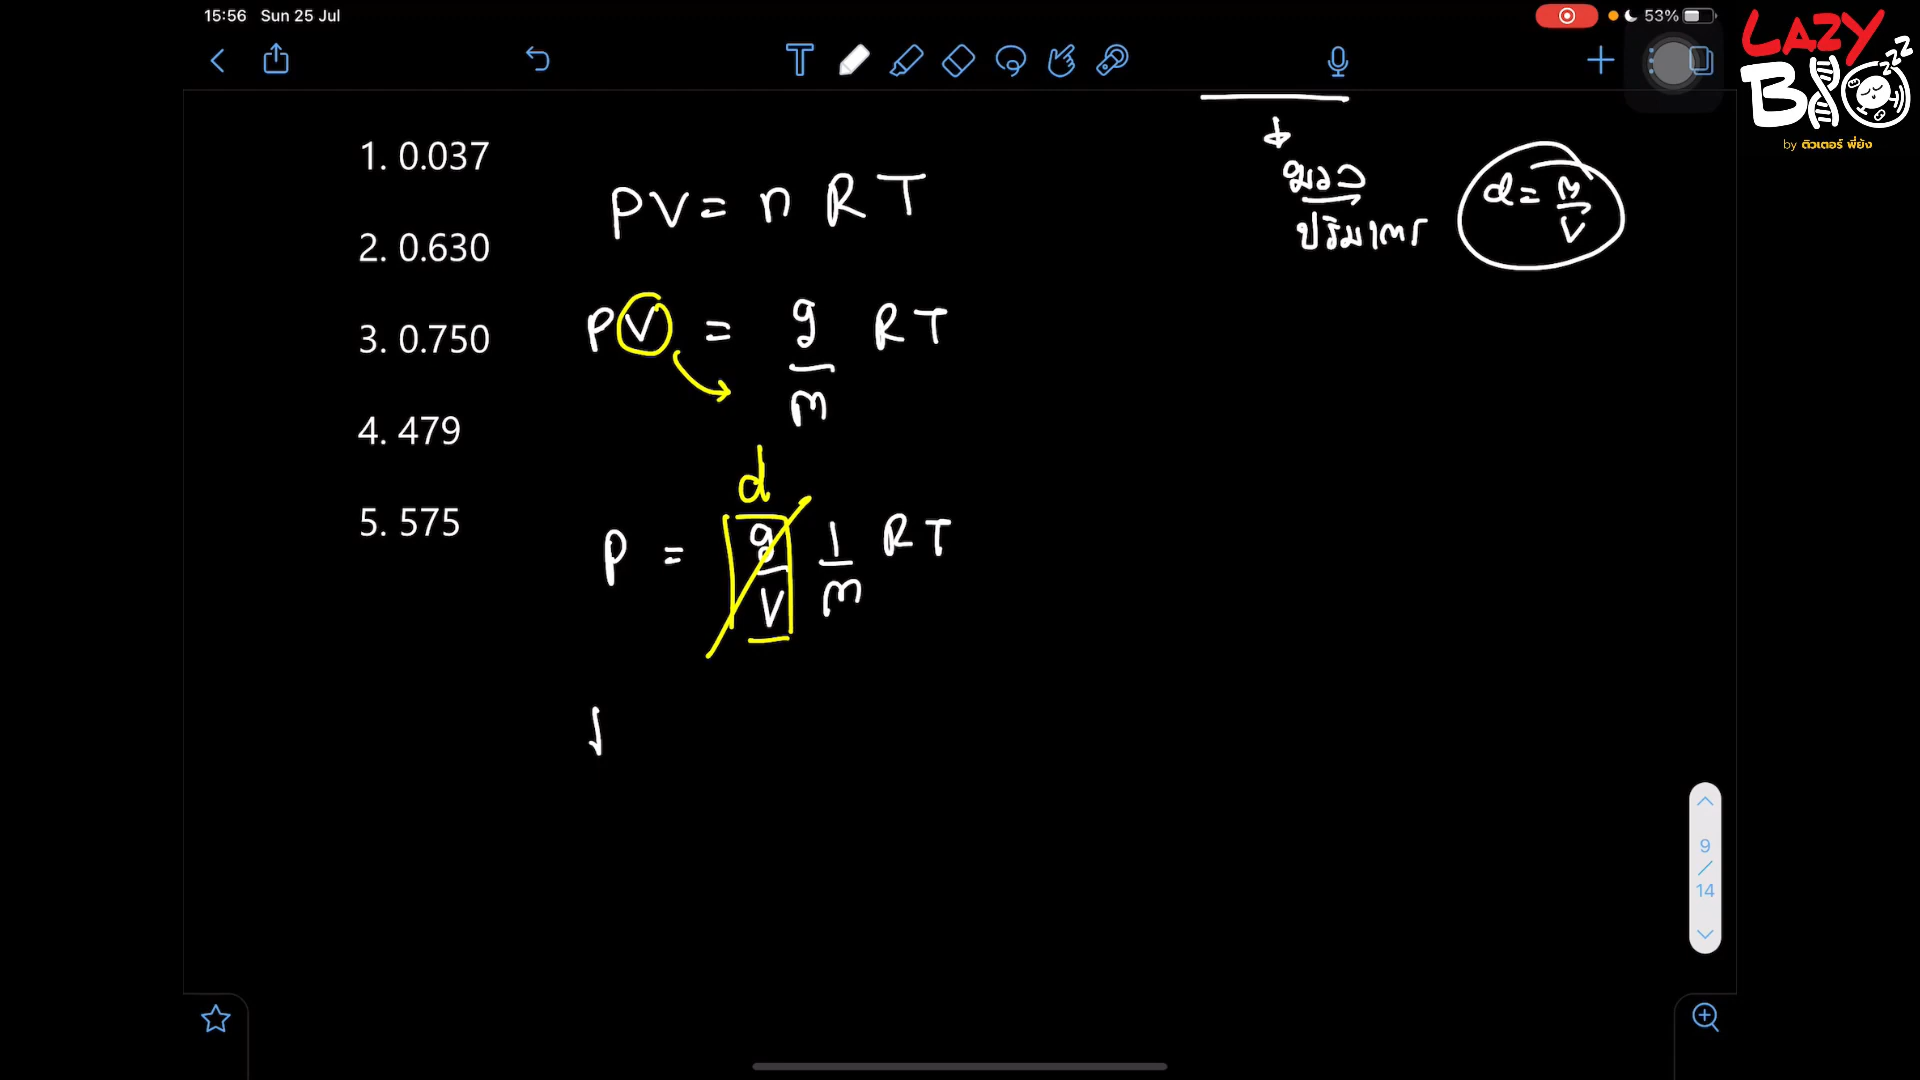 15:56 Sun 25 Jul
53%
LAZY
BIO zzz
by ติวเตอร์ พี่ยัง
1. 0.037
2. 0.630
3. 0.750
4. 479
5. 575
PV = n R T
PV = g/m RT
d
P = g/V 1/m RT
มวล
ปริมาตร
d = m/V
9
/
14